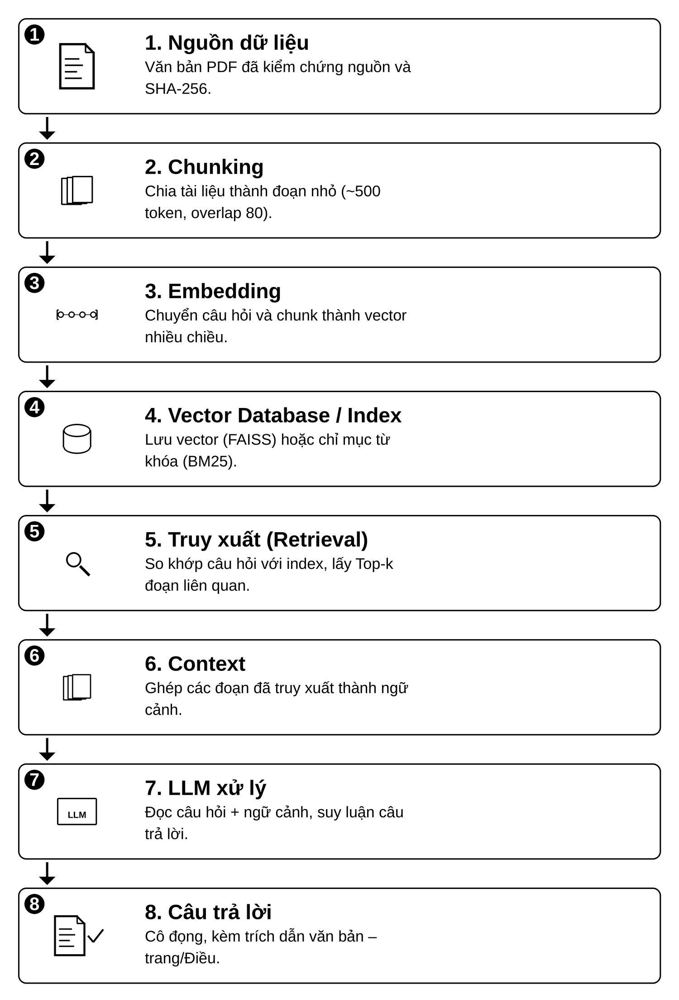 1
1. Nguồn dữ liệu
Văn bản PDF đã kiểm chứng nguồn và
SHA-256.
2
2. Chunking
Chia tài liệu thành đoạn nhỏ (~500
token, overlap 80).
3
3. Embedding
Chuyển câu hỏi và chunk thành vector
nhiều chiều.
4
4. Vector Database / Index
Lưu vector (FAISS) hoặc chỉ mục từ
khóa (BM25).
5
5. Truy xuất (Retrieval)
So khớp câu hỏi với index, lấy Top-k
đoạn liên quan.
6
6. Context
Ghép các đoạn đã truy xuất thành ngữ
cảnh.
7
LLM
7. LLM xử lý
Đọc câu hỏi + ngữ cảnh, suy luận câu
trả lời.
8
8. Câu trả lời
Cô đọng, kèm trích dẫn văn bản –
trang/Điều.